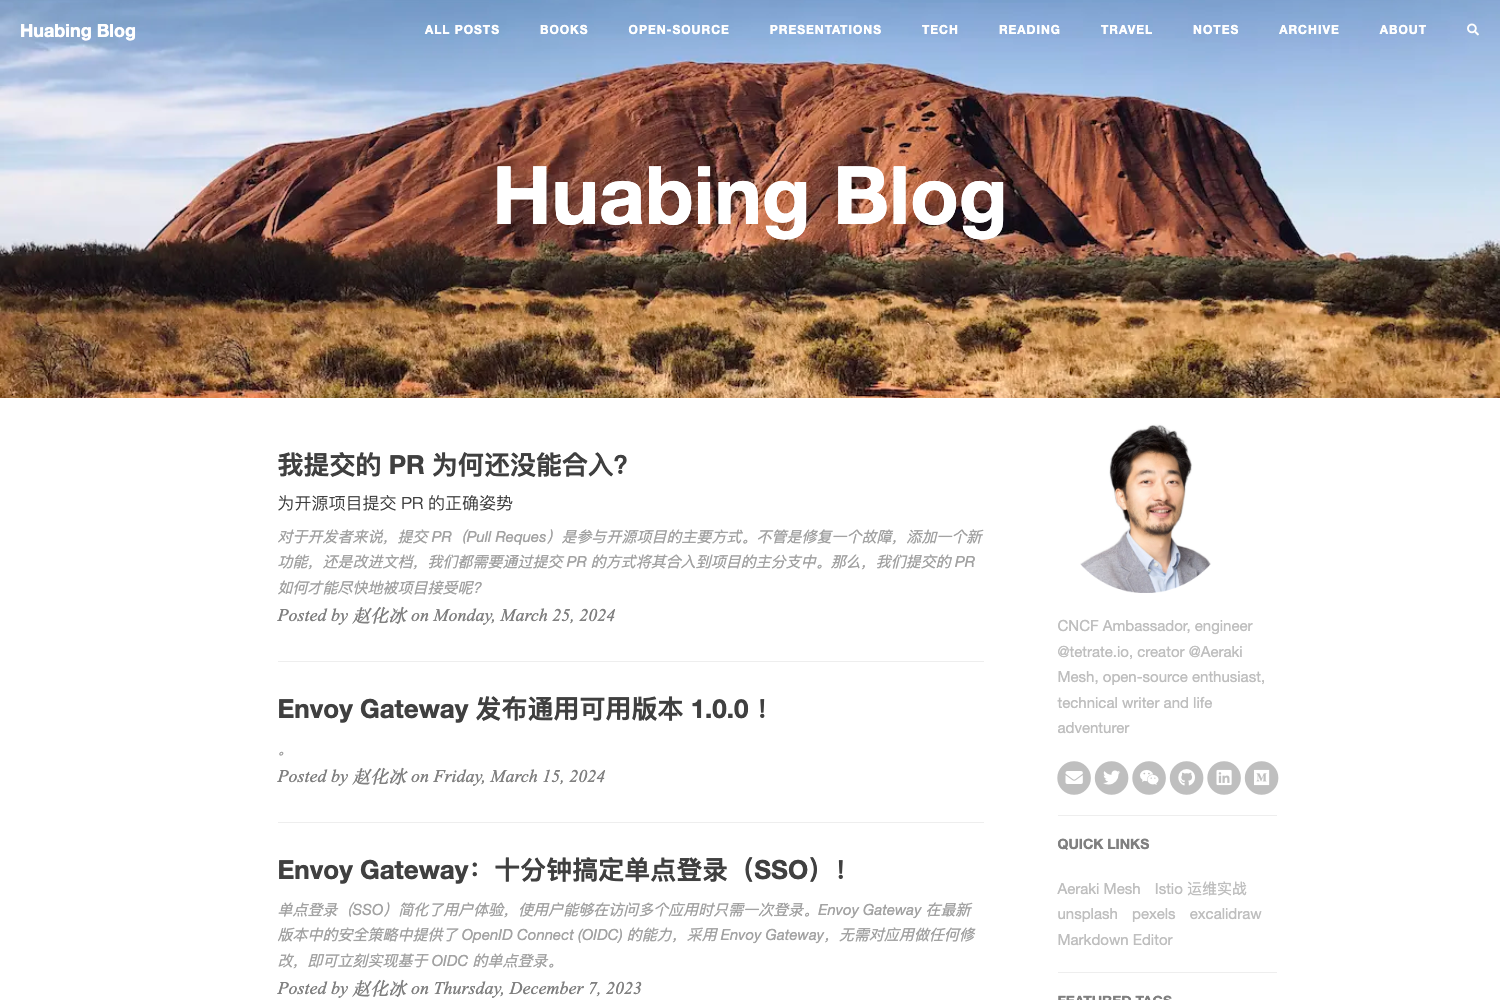 Huabing Blog
ALL POSTS BOOKS OPEN-SOURCE PRESENTATIONS TECH READING TRAVEL NOTES ARCHIVE ABOUT
Huabing Blog
我提交的 PR 为何还没能合入?
为开源项目提交 PR 的正确姿势
对于开发者来说，提交 PR（Pull Reques）是参与开源项目的主要方式。不管是修复一个故障，添加一个新
功能，还是改进文档，我们都需要通过提交 PR 的方式将其合入到项目的主分支中。那么，我们提交的 PR
如何才能尽快地被项目接受呢?
Posted by 赵化冰 on Monday, March 25, 2024
Envoy Gateway 发布通用可用版本 1.0.0 !
。
Posted by 赵化冰 on Friday, March 15, 2024
Envoy Gateway：十分钟搞定单点登录（SSO）!
单点登录（SSO）简化了用户体验，使用户能够在访问多个应用时只需一次登录。Envoy Gateway 在最新
版本中的安全策略中提供了 OpenID Connect (OIDC) 的能力，采用 Envoy Gateway，无需对应用做任何修
改，即可立刻实现基于 OIDC 的单点登录。
Posted by 赵化冰 on Thursday, December 7, 2023
CNCF Ambassador, engineer
@tetrate.io, creator @Aeraki
Mesh, open-source enthusiast,
technical writer and life
adventurer
QUICK LINKS
Aeraki Mesh Istio 运维实战
unsplash pexels excalidraw
Markdown Editor
FEATURED TAGS